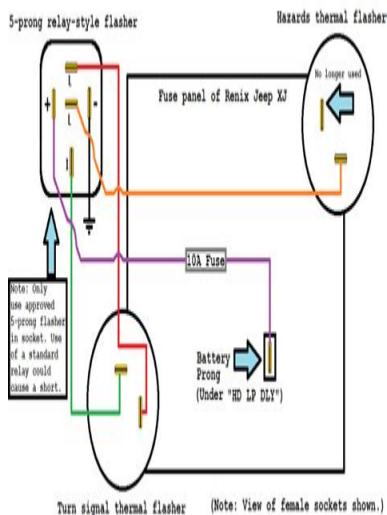 5-prong relay-style flasher
Hazards thermal flasher
L
+
-
L
Fuse panel of Renix Jeep XJ
No longer used
10A Fuse
Note: Only
use approved
5-prong flasher
in socket. Use
of a standard
relay could
cause a short.
Battery
Prong
(Under "HD LP DLY")
Turn signal thermal flasher
(Note: View of female sockets shown.)